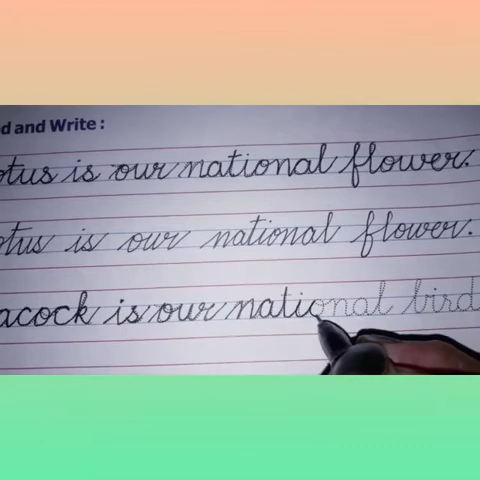 d and Write :
otus is our national flower.
otus is our national flower.
acock is our national bird